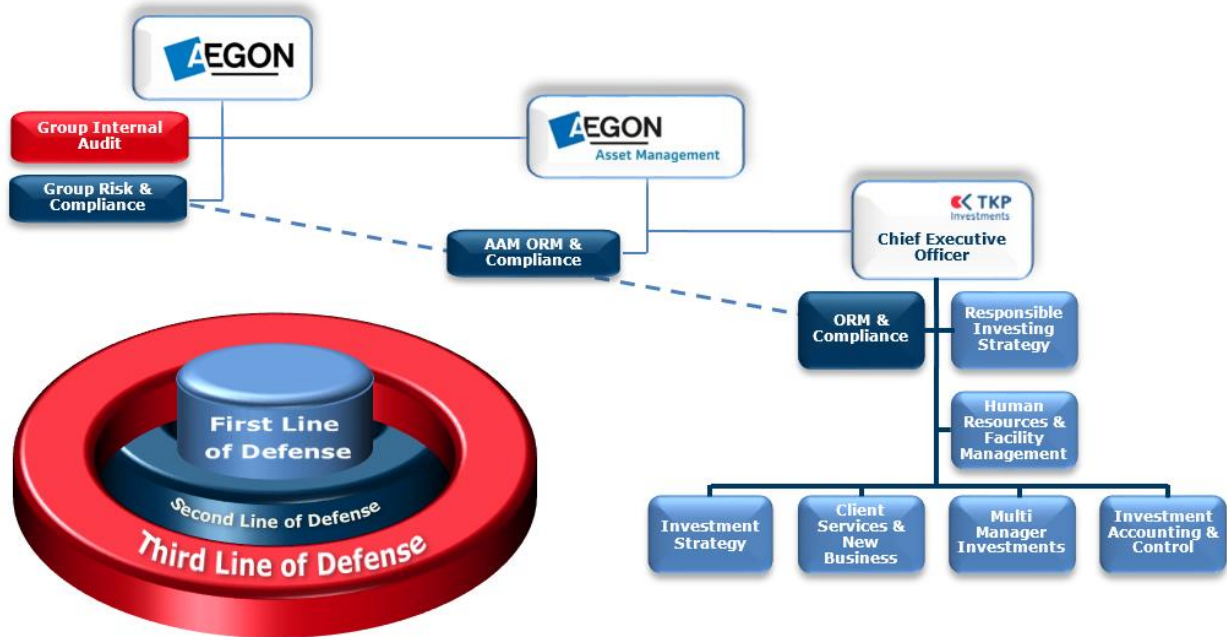 AEGON
Group Internal
Audit
AEGON
Asset Management
Group Risk &
Compliance
TKP
Investments
Chief Executive
Officer
AAM ORM &
Compliance
ORM &
Compliance
Responsible
Investing
Strategy
Human
Resources &
Facility
Management
First Line
of Defense
Second Line of Defense
Third Line of Defense
Investment
Strategy
Client
Services &
New
Business
Multi
Manager
Investments
Investment
Accounting &
Control